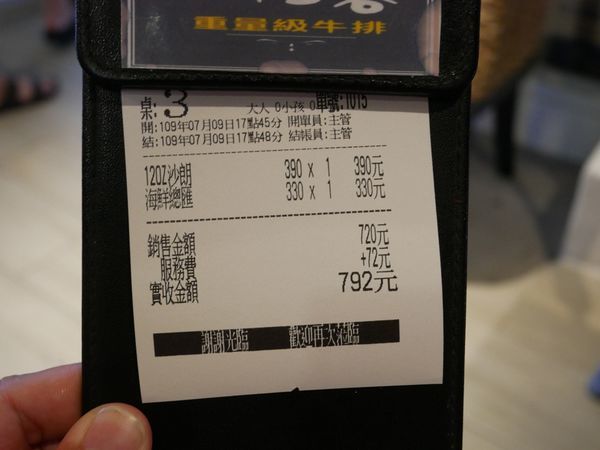 重量級牛排
桌:3 大人 0小孩 0單號:1015
開:109年07月09日17點45分 開單員:主管
結:109年07月09日17點48分 結帳員:主管
12OZ沙朗 390 x 1 390元
海鮮總匯 330 x 1 330元
銷售金額 720元
服務費 +72元
實收金額 792元
謝謝光臨 歡迎再次蒞臨